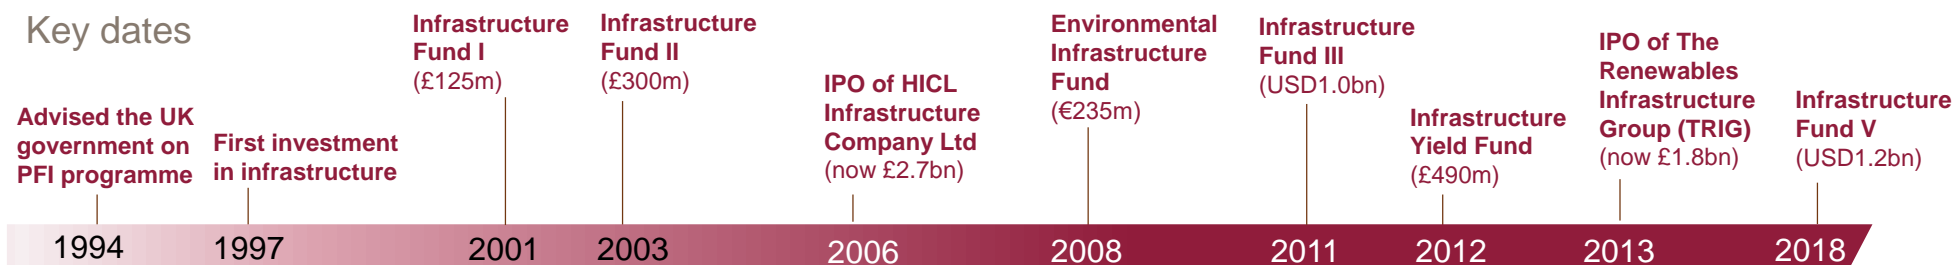 Key dates
Advised the UK
government on
PFI programme
1994
First investment
in infrastructure
1997
Infrastructure
Fund I
(£125m)
2001
Infrastructure
Fund II
(£300m)
2003
IPO of HICL
Infrastructure
Company Ltd
(now £2.7bn)
2006
Environmental
Infrastructure
Fund
(€235m)
2008
Infrastructure
Fund III
(USD1.0bn)
2011
Infrastructure
Yield Fund
(£490m)
2012
IPO of The
Renewables
Infrastructure
Group (TRIG)
(now £1.8bn)
2013
Infrastructure
Fund V
(USD1.2bn)
2018